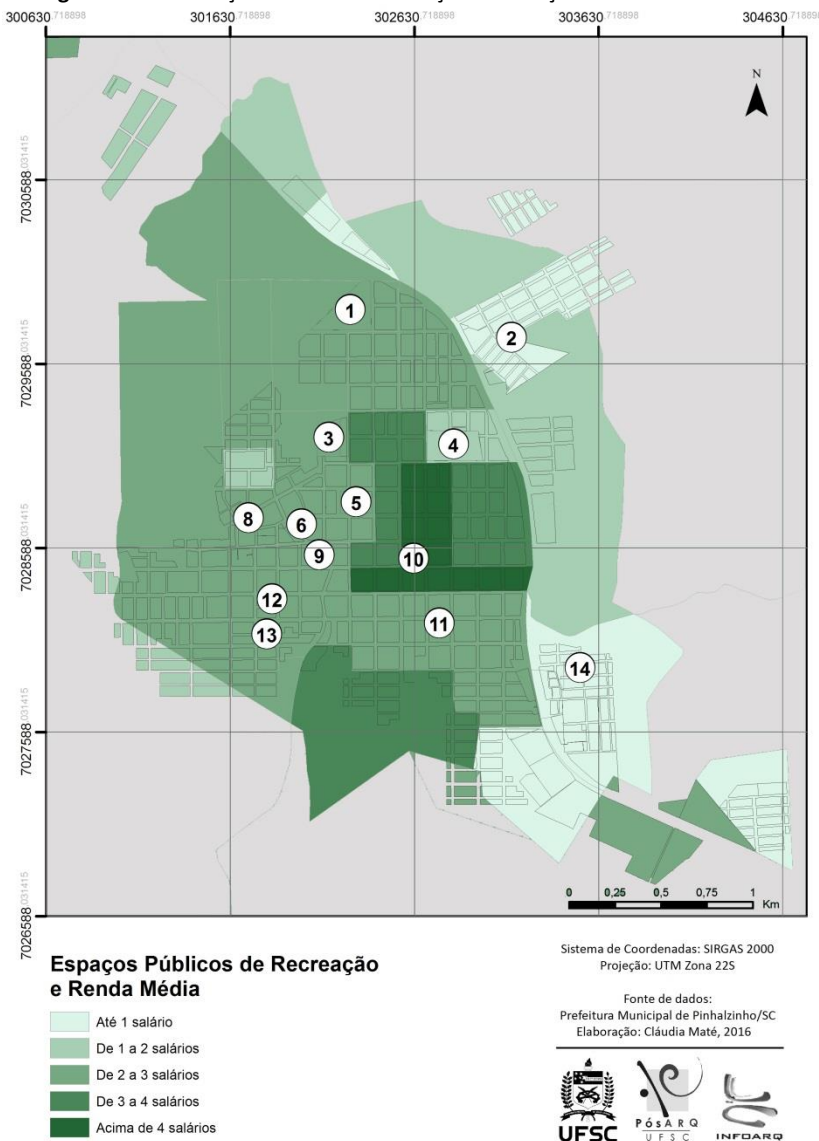 300630,718898 301630,718898 302630,718898 303630,718898 304630,718898
7030588,031415
7029588,031415
7028588,031415
7027588,031415
7026588,031415
N
1
2
3
4
5
8
6
9
10
12
11
13
14
0 0,25 0,5 0,75 1
Km
Espaços Públicos de Recreação
e Renda Média
Até 1 salário
De 1 a 2 salários
De 2 a 3 salários
De 3 a 4 salários
Acima de 4 salários
Sistema de Coordenadas: SIRGAS 2000
Projeção: UTM Zona 22S
Fonte de dados:
Prefeitura Municipal de Pinhalzinho/SC
Elaboração: Cláudia Maté, 2016
UFSC
PósARQ
UFSC
INFOARQ